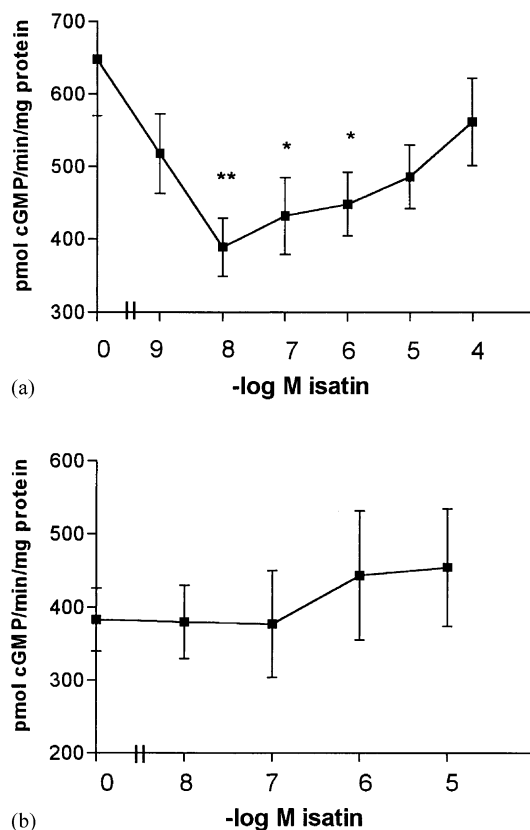 700
600
500
400
300
pmol cGMP/min/mg protein
**
*
*
0 9 8 7 6 5 4
-log M isatin
(a)
600
500
400
300
200
pmol cGMP/min/mg protein
0 8 7 6 5
-log M isatin
(b)